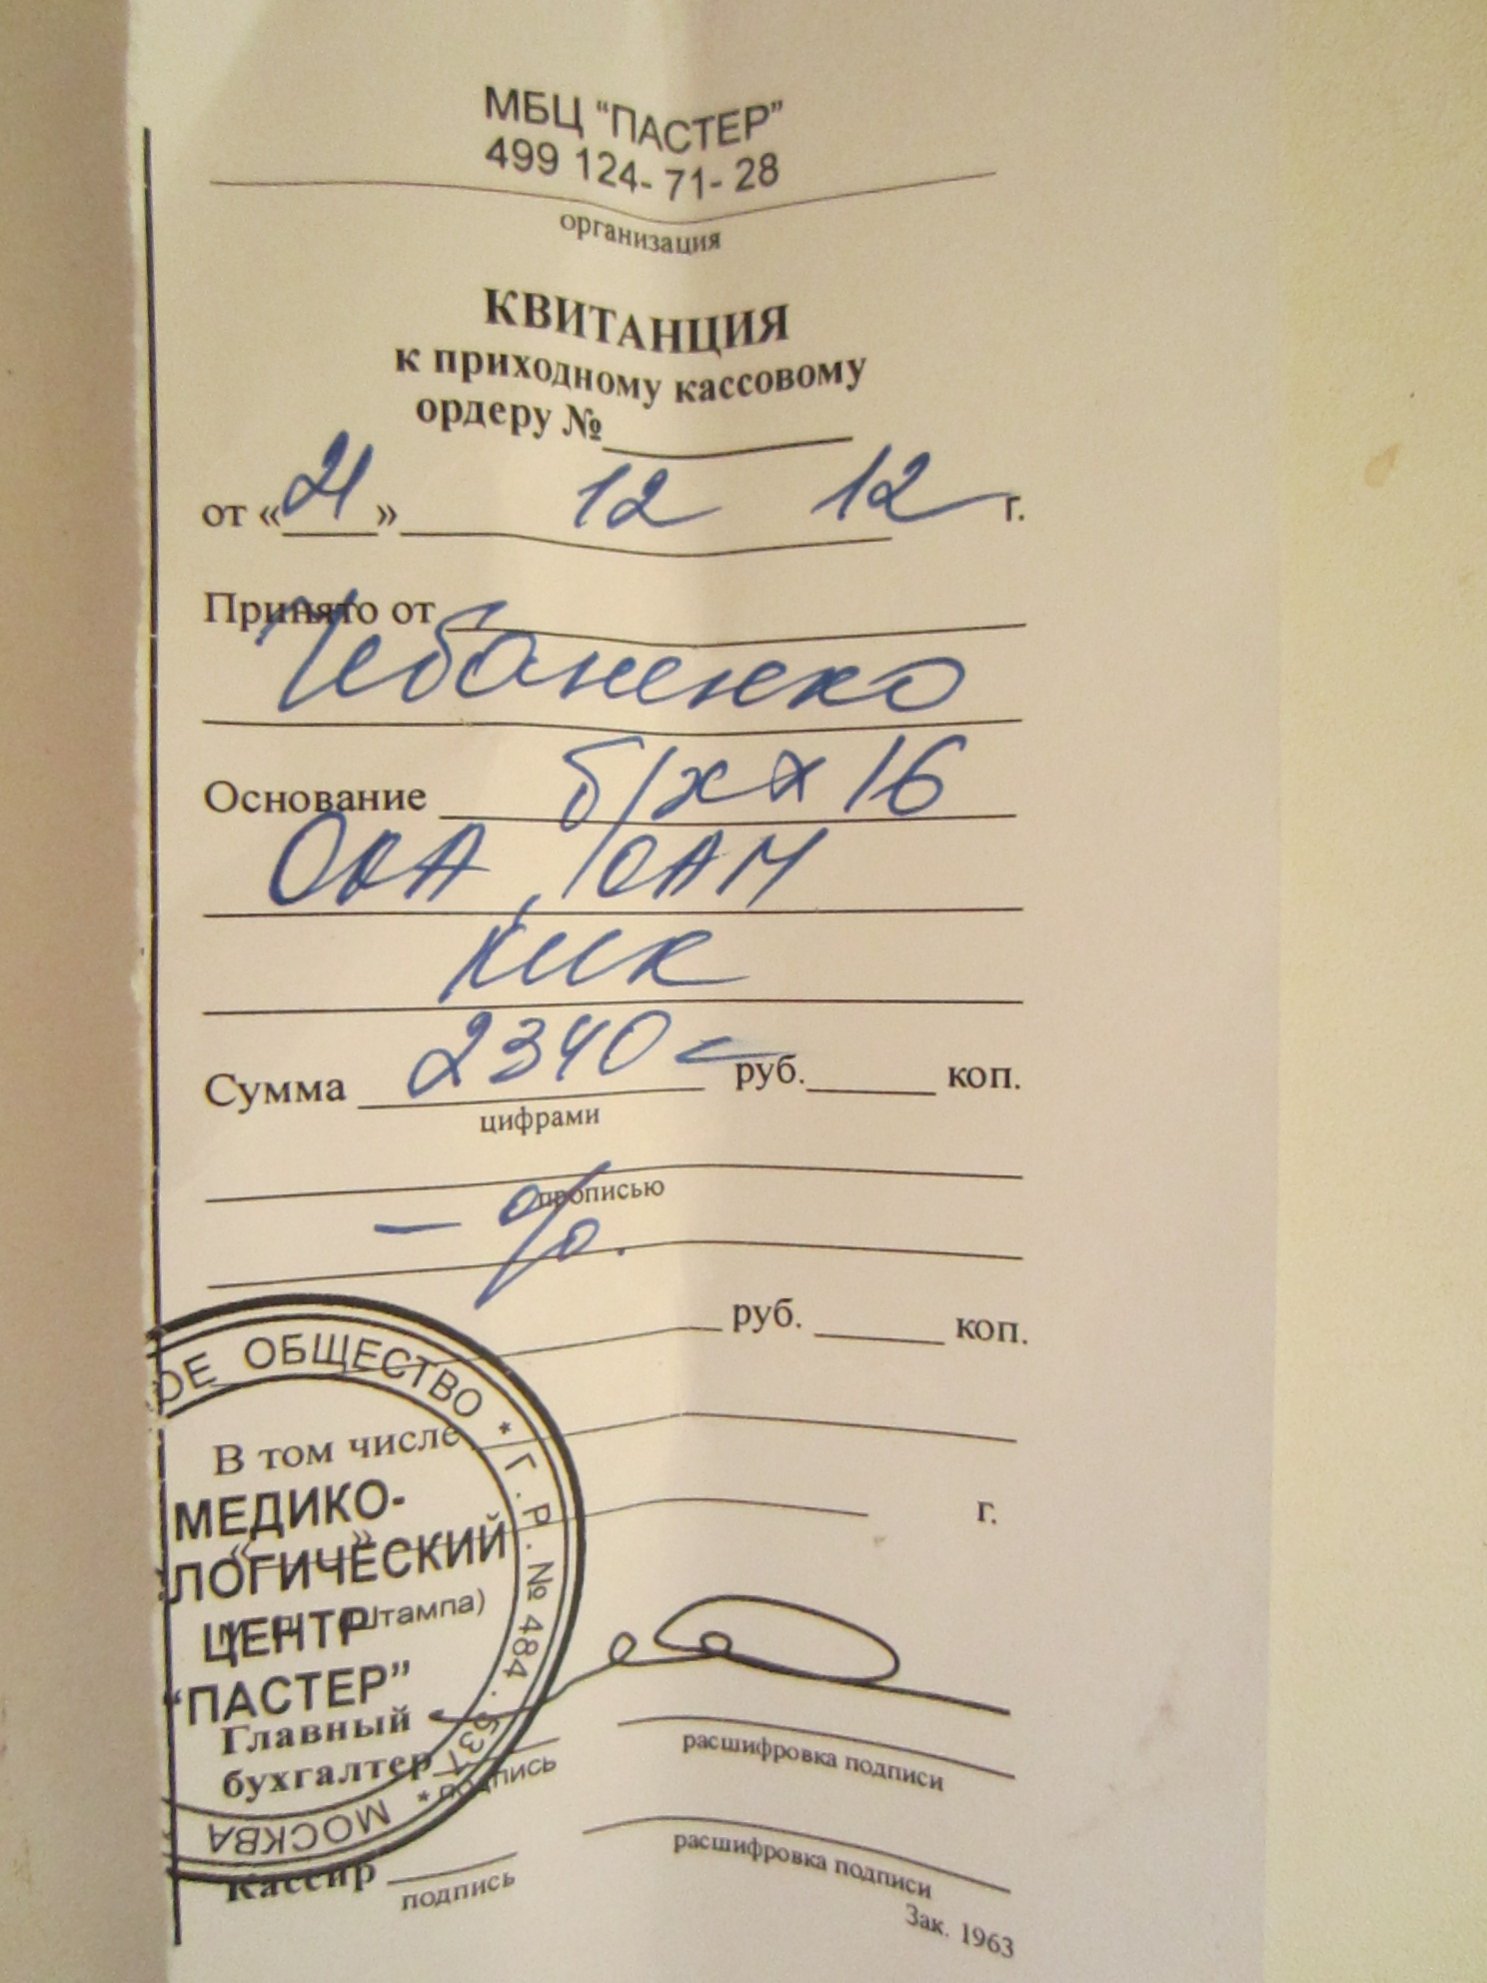 МБЦ "ПАСТЕР"
499 124-71-28
организация
КВИТАНЦИЯ
к приходному кассовому
ордеру №
от «21» 12 12 г.
Принято от
Чебаненко
Основание б/х х 16
ОАМ
Сумма 2340 = руб. коп.
цифрами
прописью
руб. коп.
В том числе
« » г.
штампа)
ОЕ ОБЩЕСТВО * Г.Р. № 484.537 * МОСКВА
МЕДИКО-
ЛОГИЧЕСКИЙ
ЦЕНТР
"ПАСТЕР"
Главный
бухгалтер
подпись
расшифровка подписи
Кассир
подпись
расшифровка подписи
Зак. 1963